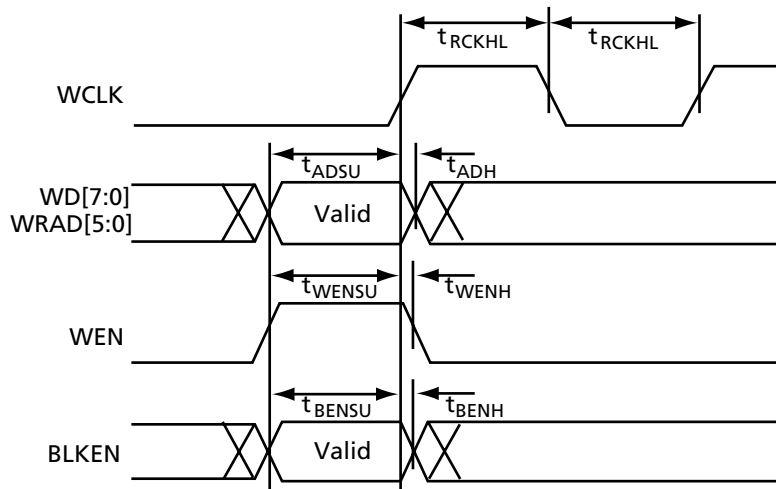 tRCKHL tRCKHL
WCLK
tADSU tADH
WD[7:0]
WRAD[5:0]
Valid
tWENSU tWENH
WEN
tBENSU tBENH
BLKEN
Valid